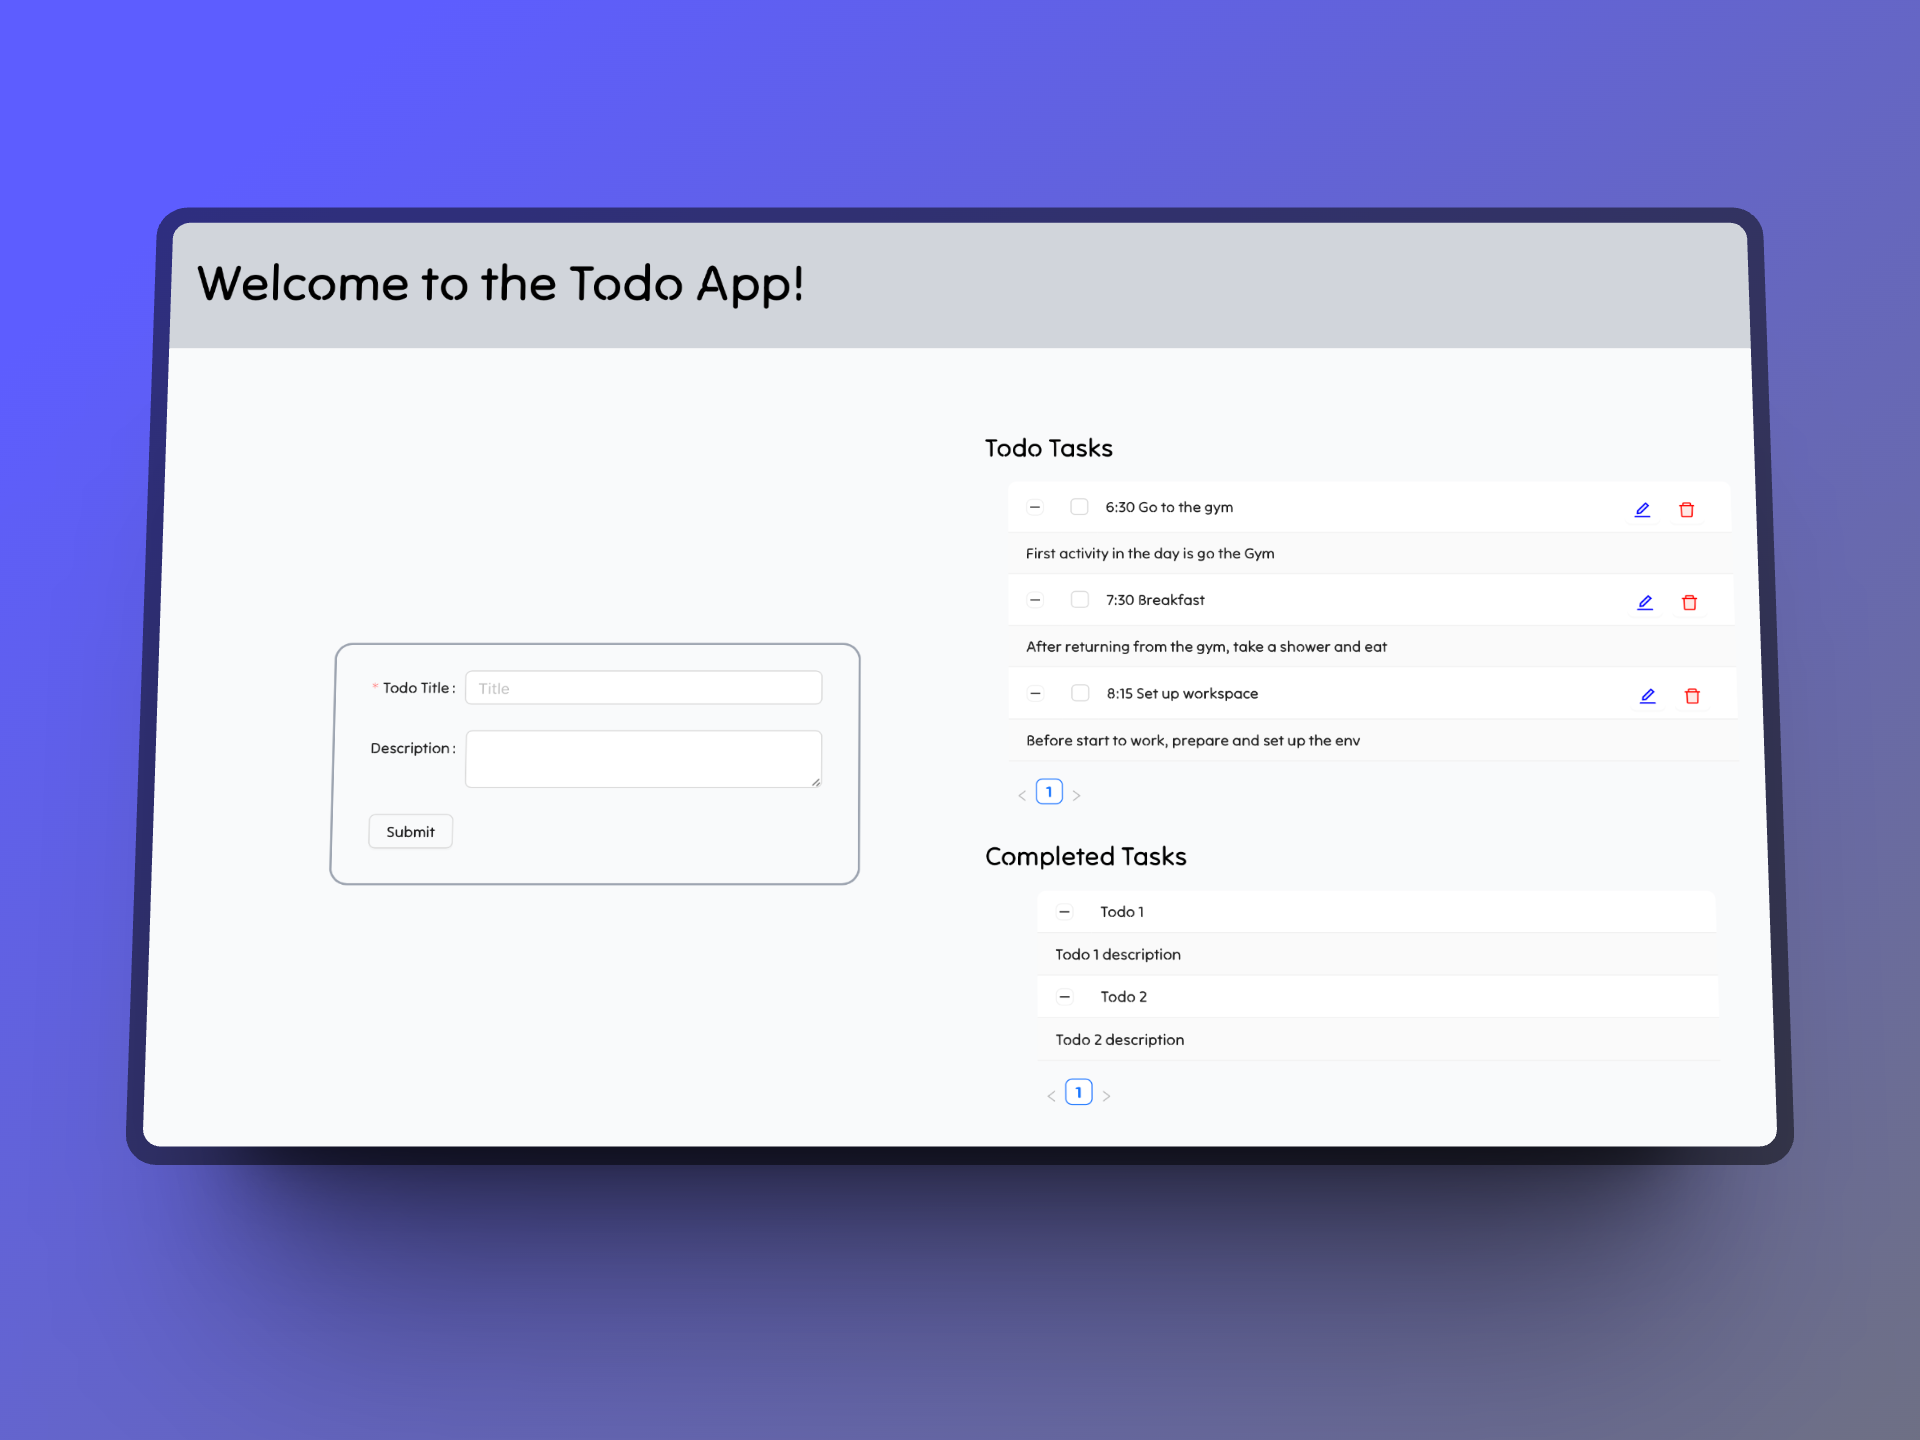 Welcome to the Todo App!
* Todo Title :
Title
Description :
Submit
Todo Tasks
6:30 Go to the gym
First activity in the day is go the Gym
7:30 Breakfast
After returning from the gym, take a shower and eat
8:15 Set up workspace
Before start to work, prepare and set up the env
< 1 >
Completed Tasks
Todo 1
Todo 1 description
Todo 2
Todo 2 description
< 1 >